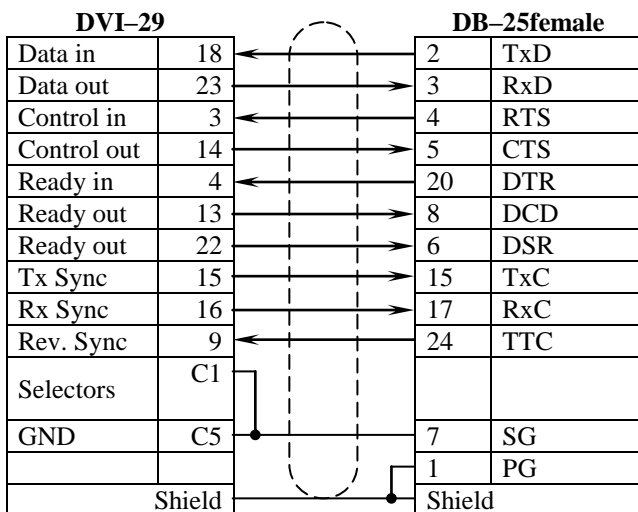 DVI–29 DB–25female
Data in 18 2 TxD
Data out 23 3 RxD
Control in 3 4 RTS
Control out 14 5 CTS
Ready in 4 20 DTR
Ready out 13 8 DCD
Ready out 22 6 DSR
Tx Sync 15 15 TxC
Rx Sync 16 17 RxC
Rev. Sync 9 24 TTC
Selectors C1
GND C5 7 SG
1 PG
Shield Shield